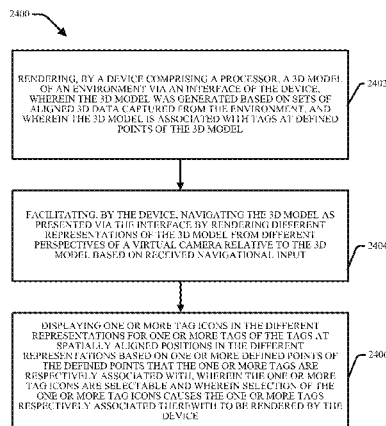 2400
RENDERING, BY A DEVICE COMPRISING A PROCESSOR, A 3D MODEL
OF AN ENVIRONMENT VIA AN INTERFACE OF THE DEVICE,
WHEREIN THE 3D MODEL WAS GENERATED BASED ON SETS OF
ALIGNED 3D DATA CAPTURED FROM THE ENVIRONMENT, AND
WHEREIN THE 3D MODEL IS ASSOCIATED WITH TAGS AT DEFINED
POINTS OF THE 3D MODEL
2402
FACILITATING, BY THE DEVICE, NAVIGATING THE 3D MODEL AS
PRESENTED VIA THE INTERFACE BY RENDERING DIFFERENT
REPRESENTATIONS OF THE 3D MODEL FROM DIFFERENT
PERSPECTIVES OF A VIRTUAL CAMERA RELATIVE TO THE 3D
MODEL BASED ON RECEIVED NAVIGATIONAL INPUT
2404
DISPLAYING ONE OR MORE TAG ICONS IN THE DIFFERENT
REPRESENTATIONS FOR ONE OR MORE TAGS OF THE TAGS AT
SPATIALLY ALIGNED POSITIONS IN THE DIFFERENT
REPRESENTATIONS BASED ON ONE OR MORE DEFINED POINTS OF
THE DEFINED POINTS THAT THE ONE OR MORE TAGS ARE
RESPECTIVELY ASSOCIATED WITH, WHEREIN THE ONE OR MORE
TAG ICONS ARE SELECTABLE AND WHEREIN SELECTION OF THE
ONE OR MORE TAG ICONS CAUSES THE ONE OR MORE TAGS
RESPECTIVELY ASSOCIATED THEREWITH TO BE RENDERED BY THE
DEVICE
2406